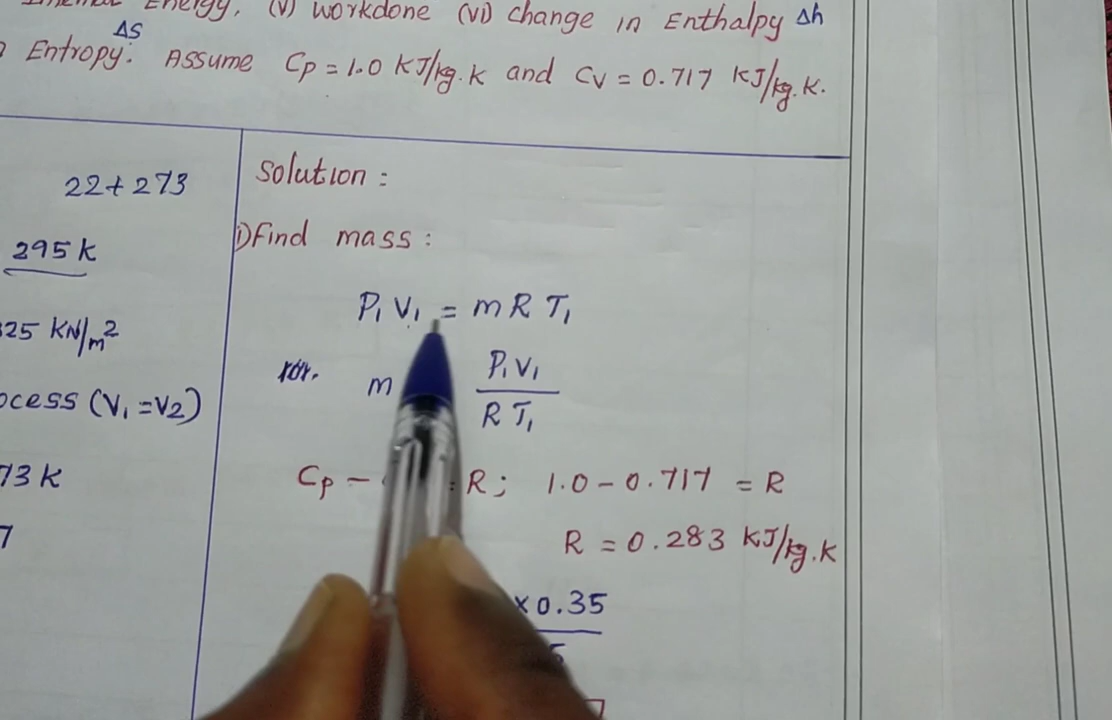 Energy, (V) workdone (VI) change in Enthalpy Δh
ΔS
Entropy. Assume Cp = 1.0 KJ/kg.K and Cv = 0.717 KJ/kg.K.
22+273
295 k
25 KN/m²
ocess (V₁ = V₂)
73 K
7
Solution :
1) Find mass :
P₁ V₁ = m R T₁
m P₁ V₁
R T₁
Cp - R ; 1.0 - 0.717 = R
R = 0.283 KJ/kg.K
× 0.35